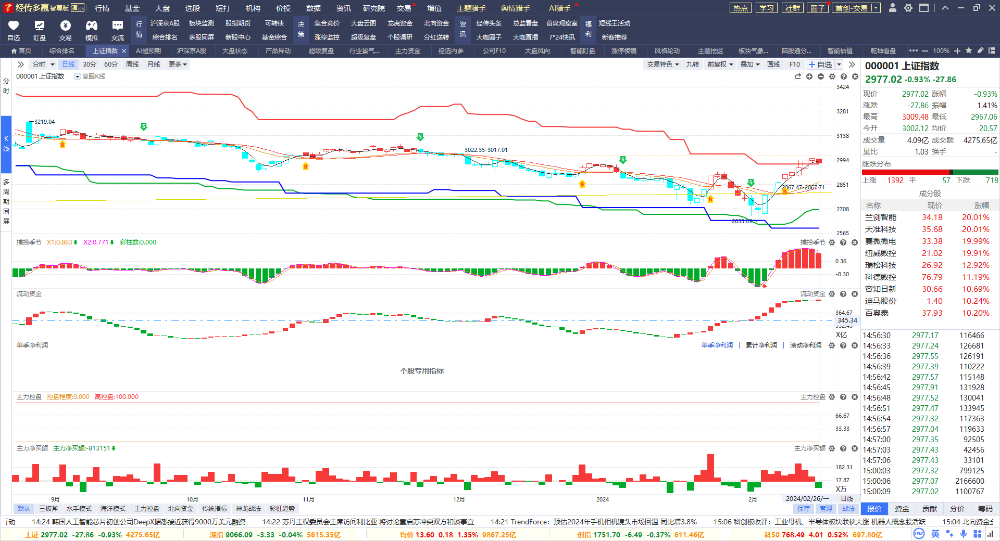 经传多赢 智尊版 演示 行情 基金 大盘 选股 短打 机构 价投 数据 资讯 研究院 交易 增值 主题猎手 舆情猎手 AI猎手 热点 学习 社群 圈子 首创-交易
自选 盯盘 交易 模拟 交流
行情 沪深京A股 板块监测 股指期货 可转债 决策 集合竞价 大盘云图 龙虎资金 北向资金 资讯 经传头条 总监看盘 首席观察室 福利 短线王活动
综合排名 多股同屏 新股中心 基金综合 涨停监控 超级复盘 个股调研 分红送转 大咖圈子 大咖直播 7*24快讯 新客推荐
首页 综合排名 上证指数 AI超预期 沪深京A股 大盘状态 产品异动 超级复盘 行业景气... 主力资金 经选内参 公司F10 大盘风向 智能盯盘 涨停棱镜 风格轮动 主题挖掘 板块气象... 陆股通分... 智能估值 乾坤看盘 100%
分时 日线 30分 60分 周线 月线 更多 交易特色 九转 前复权 叠加 画线 F10 自选
分时
K线
多周期同屏
000001 上证指数 慧眼K线
3219.04
3022.35-3017.01
2867.47-2867.71
2635.09
S
B
3424
3281
3138
2994
2851
2708
2565
捕捞季节 X1:0.883 X2:0.771 彩柱数:0.000 捕捞季节
0.36
-0.30
流动资金 流动资金
364.67
345.34
332.43
X亿
单季净利润 单季净利润 | 累计净利润 | 滚动净利润
个股专用指标
主力控盘 控盘程度:0.000 高控盘:100.000 主力控盘
66.67
33.33
主力净买额 主力净买额:-813151 主力净买额
182.31
17.87
X万
9月 10月 11月 12月 2024 2月 2024/02/26/一 日线
默认 三板斧 水手模式 海洋模式 主力控盘 北向资金 传统指标 神龙战法 彩虹趋势 保存 管理 战法
000001 上证指数
2977.02 -0.93% -27.86
现价 2977.02 涨幅 -0.93%
涨跌 -27.86 振幅 1.41%
最高 3009.48 最低 2967.06
今开 3002.12 均价 20.57
成交量 4.09亿 成交额 4275.65亿
量比 1.03 换手 -
涨跌分布
上涨 1392 平 57 下跌 718
成分股
名称 现价 涨幅
兰剑智能 34.18 20.01%
天准科技 35.68 20.01%
赛微微电 33.38 19.99%
纽威数控 21.02 19.91%
瑞松科技 26.92 12.92%
科德数控 76.79 11.19%
容知日新 30.66 10.69%
迪马股份 1.40 10.24%
百奥泰 37.93 10.20%
14:56:30 2977.17 116466
14:56:33 2977.24 126681
14:56:36 2977.55 126191
14:56:39 2977.39 110222
14:56:42 2977.57 115148
14:56:45 2977.91 131928
14:56:48 2977.52 130041
14:56:51 2977.47 133945
14:56:54 2977.32 117363
14:56:57 2977.04 119633
14:57:00 2977.35 92505
14:57:03 2977.43 42456
14:57:06 2977.43 33101
15:00:03 2977.32 799125
15:00:06 2977.07 2166600
15:00:09 2977.02 1100767
报价 资金 贡献 分价 筹码
行动 14:24 韩国人工智能芯片初创公司DeepX据悉接近获得9000万美元融资 14:22 苏丹主权委员会主席访问利比亚 将讨论重启苏冲突双方和谈事宜 14:21 TrendForce：预估2024年手机相机镜头市场回温 同比增3.8% 15:06 科创板收评：工业母机、半导体板块联袂大涨 机器人概念股活跃 15:04 北向资金全
上证 2977.02 -27.86 -0.93% 4275.65亿 深指 9066.09 -3.33 -0.04% 5615.35亿 均价 13.60 0.18 1.35% 9867.25亿 创指 1751.70 -6.49 -0.37% 611.46亿 科50 768.49 4.01 0.52% 697.80亿 iFLY 英